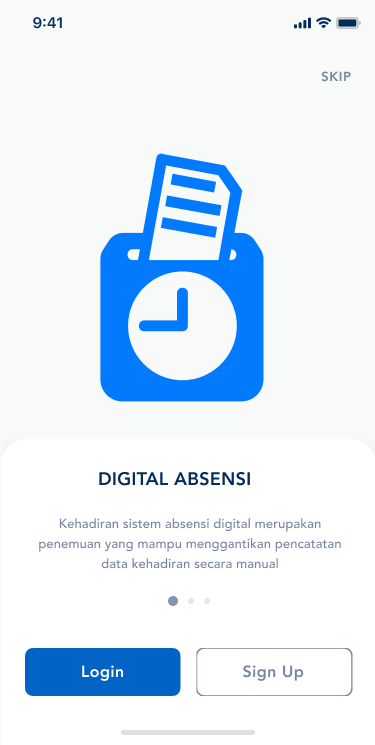 9:41
SKIP
DIGITAL ABSENSI
Kehadiran sistem absensi digital merupakan
penemuan yang mampu menggantikan pencatatan
data kehadiran secara manual
Login
Sign Up